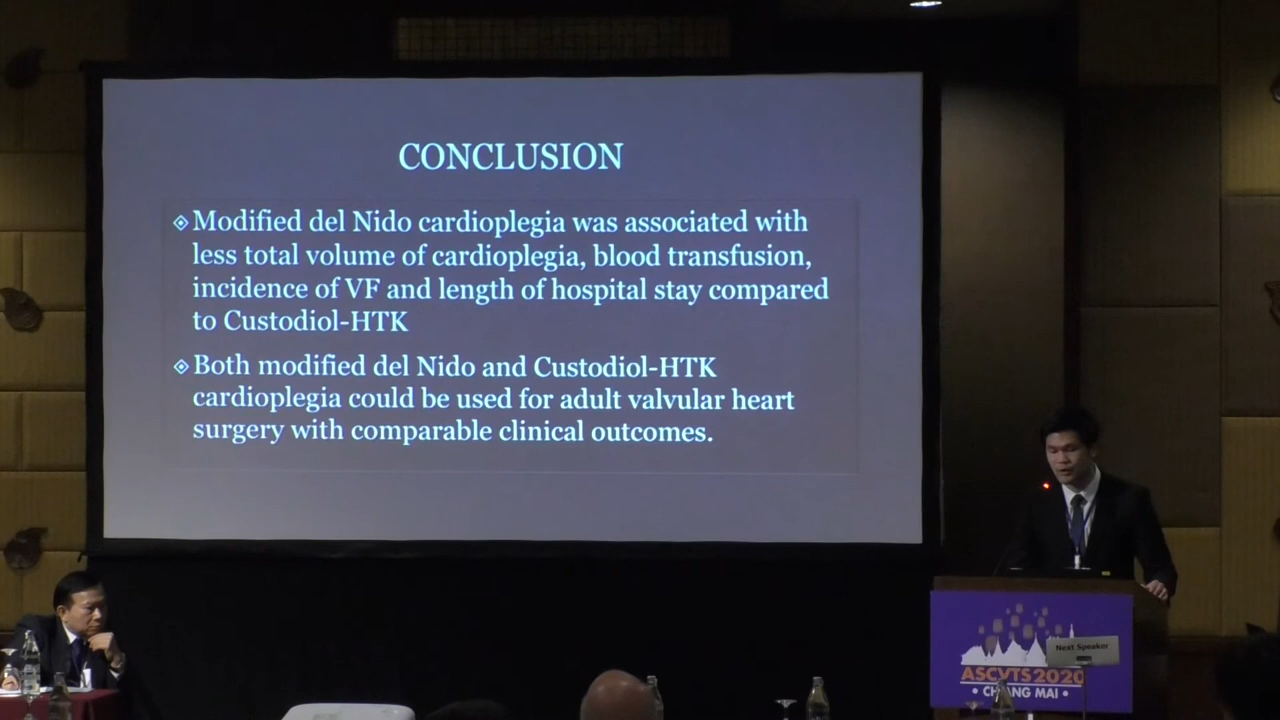 CONCLUSION
Modified del Nido cardioplegia was associated with
less total volume of cardioplegia, blood transfusion,
incidence of VF and length of hospital stay compared
to Custodiol-HTK
Both modified del Nido and Custodiol-HTK
cardioplegia could be used for adult valvular heart
surgery with comparable clinical outcomes.
Next Speaker
ASCVTS 2020
• CHIANG MAI •